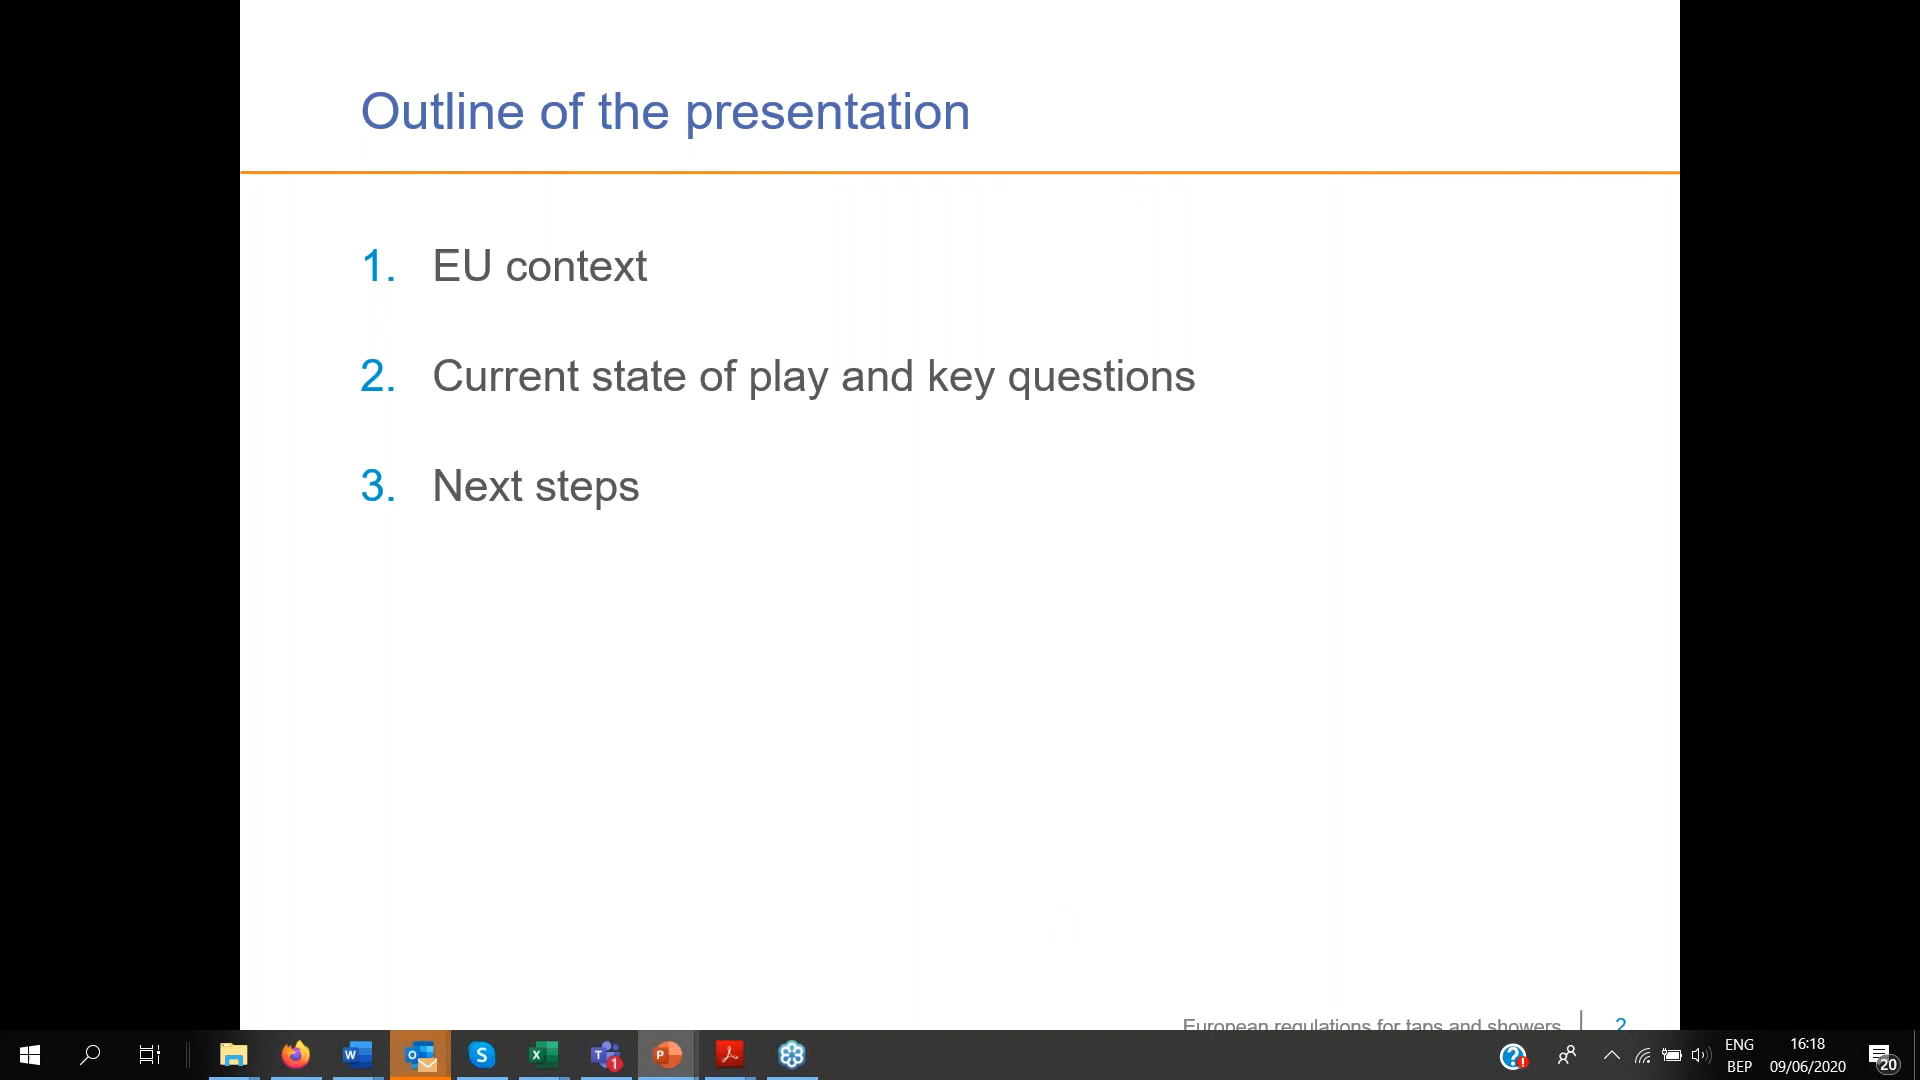 Outline of the presentation
1. EU context
2. Current state of play and key questions
3. Next steps
European regulations for taps and showers
2
W
O
S
X
T
1
P
?
!
ENG
BEP
16:18
09/06/2020
20